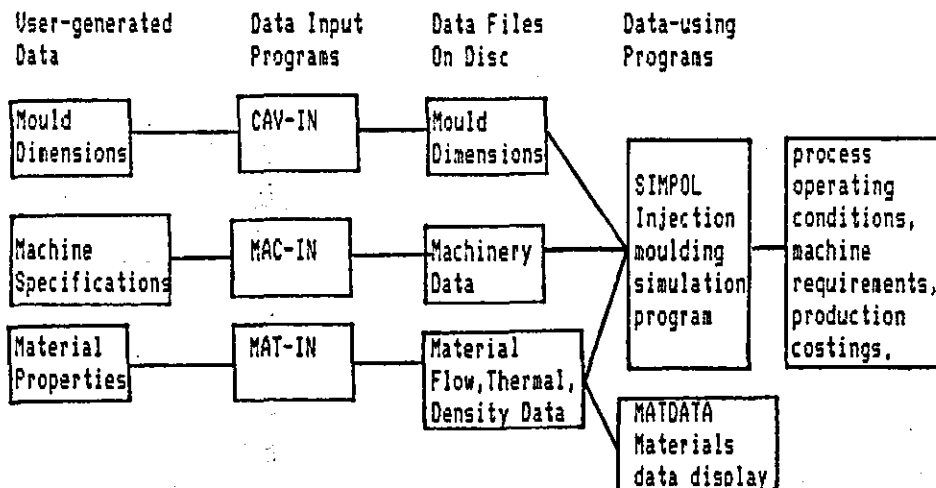 User-generated
Data
Data Input
Programs
Data Files
On Disc
Data-using
Programs
Mould
Dimensions
CAV-IN
Mould
Dimensions
Machine
Specifications
MAC-IN
Machinery
Data
Material
Properties
MAT-IN
Material
Flow,Thermal,
Density Data
SIMPOL
Injection
moulding
simulation
program
process
operating
conditions,
machine
requirements,
production
costings.
MATDATA
Materials
data display